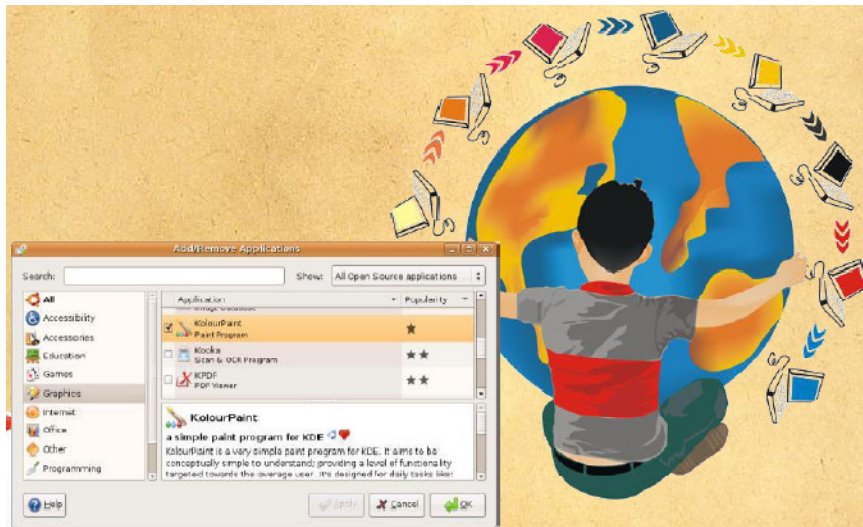 Add/Remove Applications
Search:
Show: All Open Source applications
All
Accessibility
Accessories
Education
Games
Graphics
Internet
Office
Other
Programming
Application Popularity
Image Database
KolourPaint
Paint Program
Kooka
Scan & OCR Program
KPDF
PDF Viewer
KolourPaint
a simple paint program for KDE
KolourPaint is a very simple paint program for KDE. It aims to be
conceptually simple to understand; providing a level of functionality
targeted towards the average user. It's designed for daily tasks like:
Help
Apply
Cancel
OK